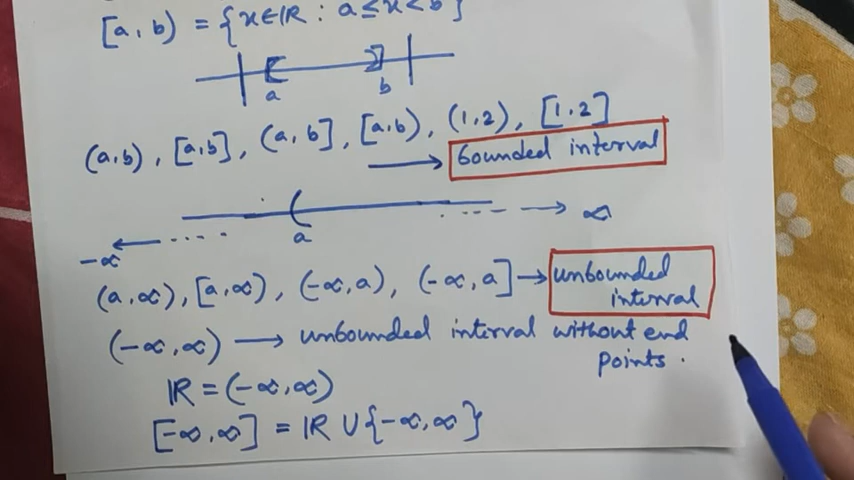 [a, b) = {x∈ℝ : a≤x<b}
a b
(a,b), [a,b], (a,b], [a,b), (1,2), [1,2]
→ bounded interval
-∞ ← .... a .... → ∞
(a,∞), [a,∞), (-∞,a), (-∞,a] → unbounded interval
(-∞,∞) → unbounded interval without end points.
ℝ = (-∞,∞)
[-∞,∞] = ℝ ∪ {-∞,∞}